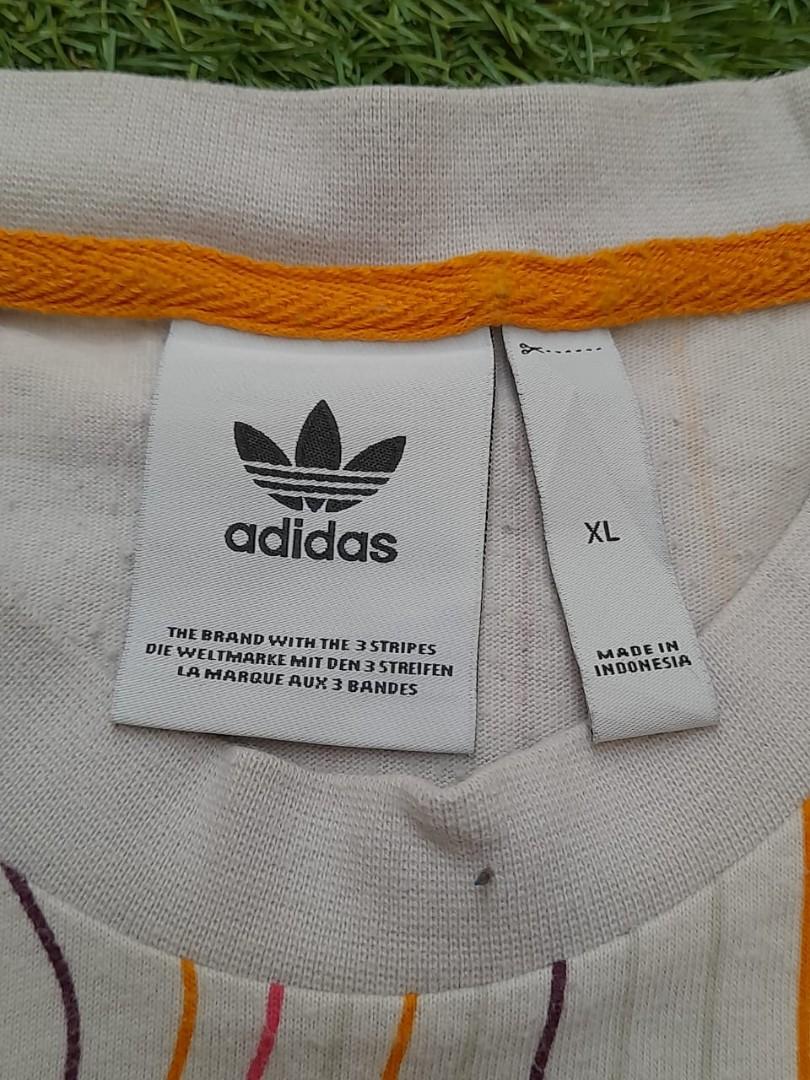 adidas
THE BRAND WITH THE 3 STRIPES
DIE WELTMARKE MIT DEN 3 STREIFEN
LA MARQUE AUX 3 BANDES
XL
MADE IN
INDONESIA